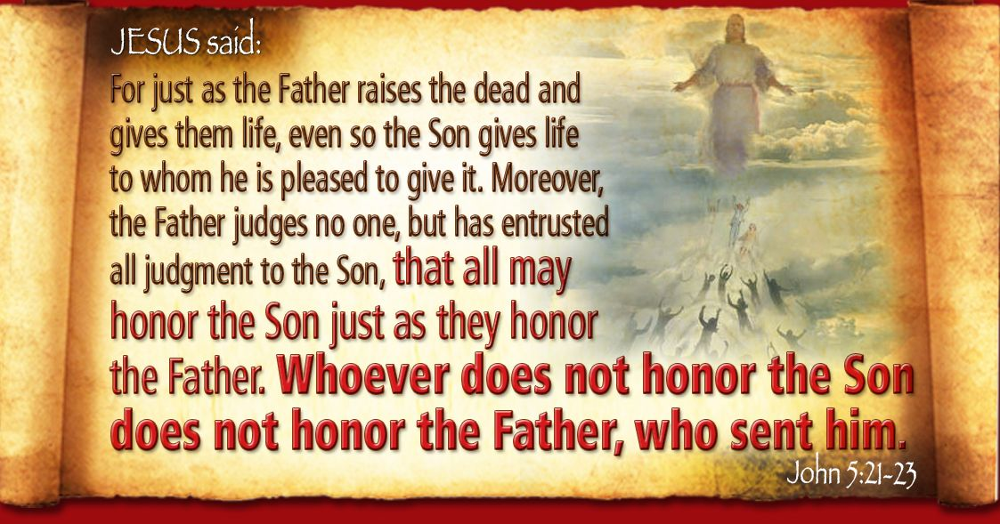 JESUS said:
For just as the Father raises the dead and
gives them life, even so the Son gives life
to whom he is pleased to give it. Moreover,
the Father judges no one, but has entrusted
all judgment to the Son, that all may
honor the Son just as they honor
the Father. Whoever does not honor the Son
does not honor the Father, who sent him.
John 5:21-23